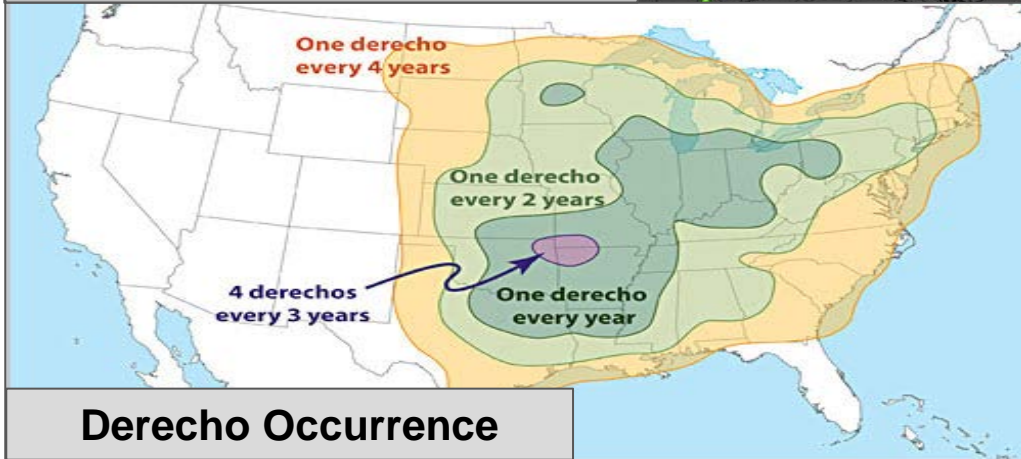 One derecho
every 4 years
One derecho
every 2 years
4 derechos
every 3 years
One derecho
every year
Derecho Occurrence